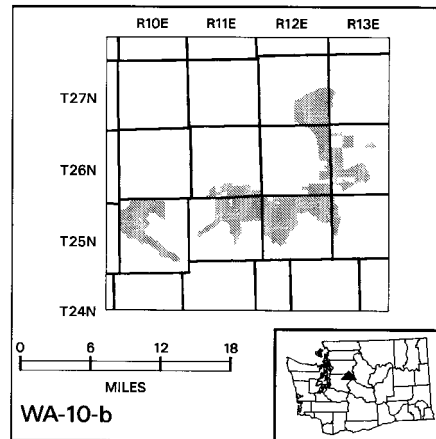 R10E R11E R12E R13E
T27N
T26N
T25N
T24N
0 6 12 18
MILES
WA-10-b